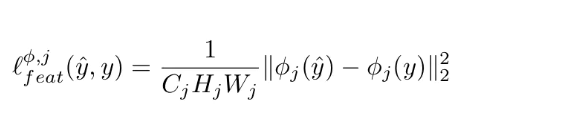 ℓ_{feat}^{ϕ,j}(ŷ, y) = \frac{1}{C_j H_j W_j} ‖ϕ_j(ŷ) − ϕ_j(y)‖_2^2